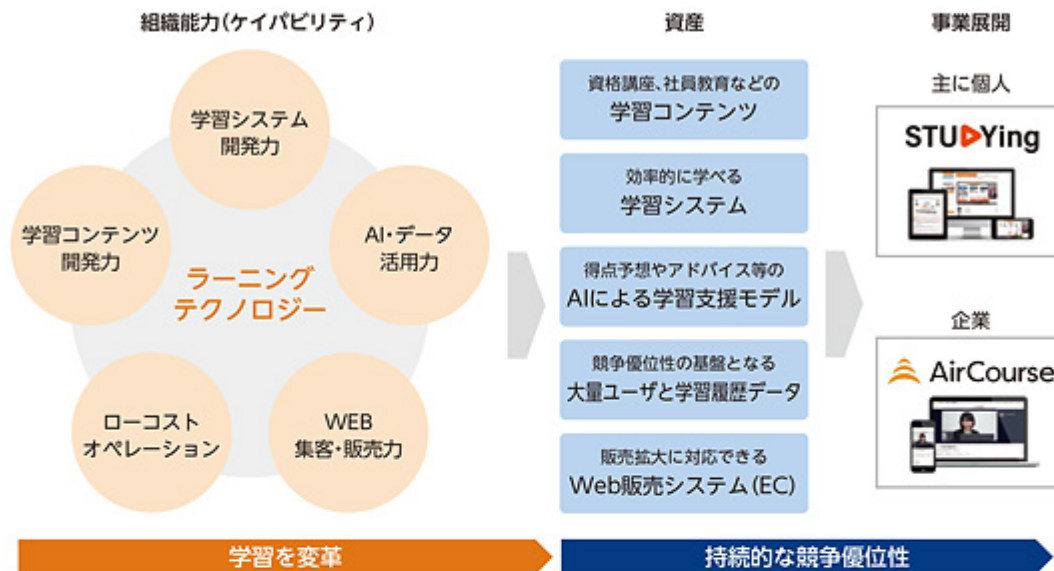 組織能力(ケイパビリティ)
学習システム
開発力
学習コンテンツ
開発力
AI・データ
活用力
ラーニング
テクノロジー
ローコスト
オペレーション
WEB
集客・販売力
学習を変革
資産
資格講座、社員教育などの
学習コンテンツ
効率的に学べる
学習システム
得点予想やアドバイス等の
AIによる学習支援モデル
競争優位性の基盤となる
大量ユーザと学習履歴データ
販売拡大に対応できる
Web販売システム(EC)
事業展開
主に個人
STUDYing
企業
AirCourse
持続的な競争優位性